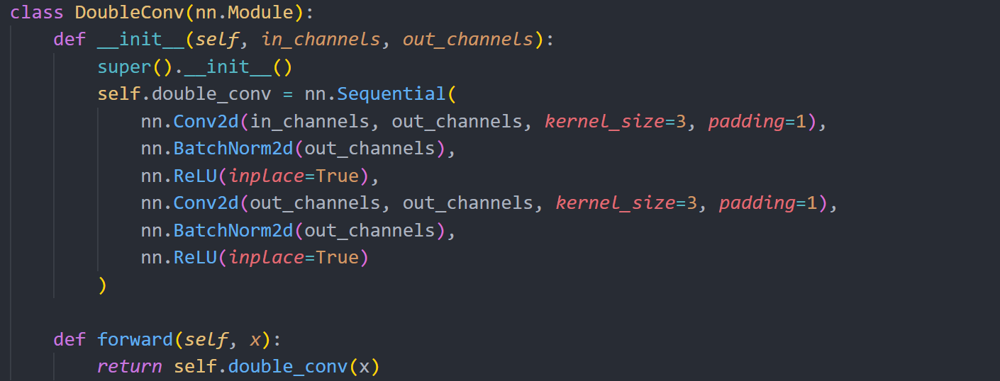 class DoubleConv(nn.Module):
    def __init__(self, in_channels, out_channels):
        super().__init__()
        self.double_conv = nn.Sequential(
            nn.Conv2d(in_channels, out_channels, kernel_size=3, padding=1),
            nn.BatchNorm2d(out_channels),
            nn.ReLU(inplace=True),
            nn.Conv2d(out_channels, out_channels, kernel_size=3, padding=1),
            nn.BatchNorm2d(out_channels),
            nn.ReLU(inplace=True)
        )

    def forward(self, x):
        return self.double_conv(x)